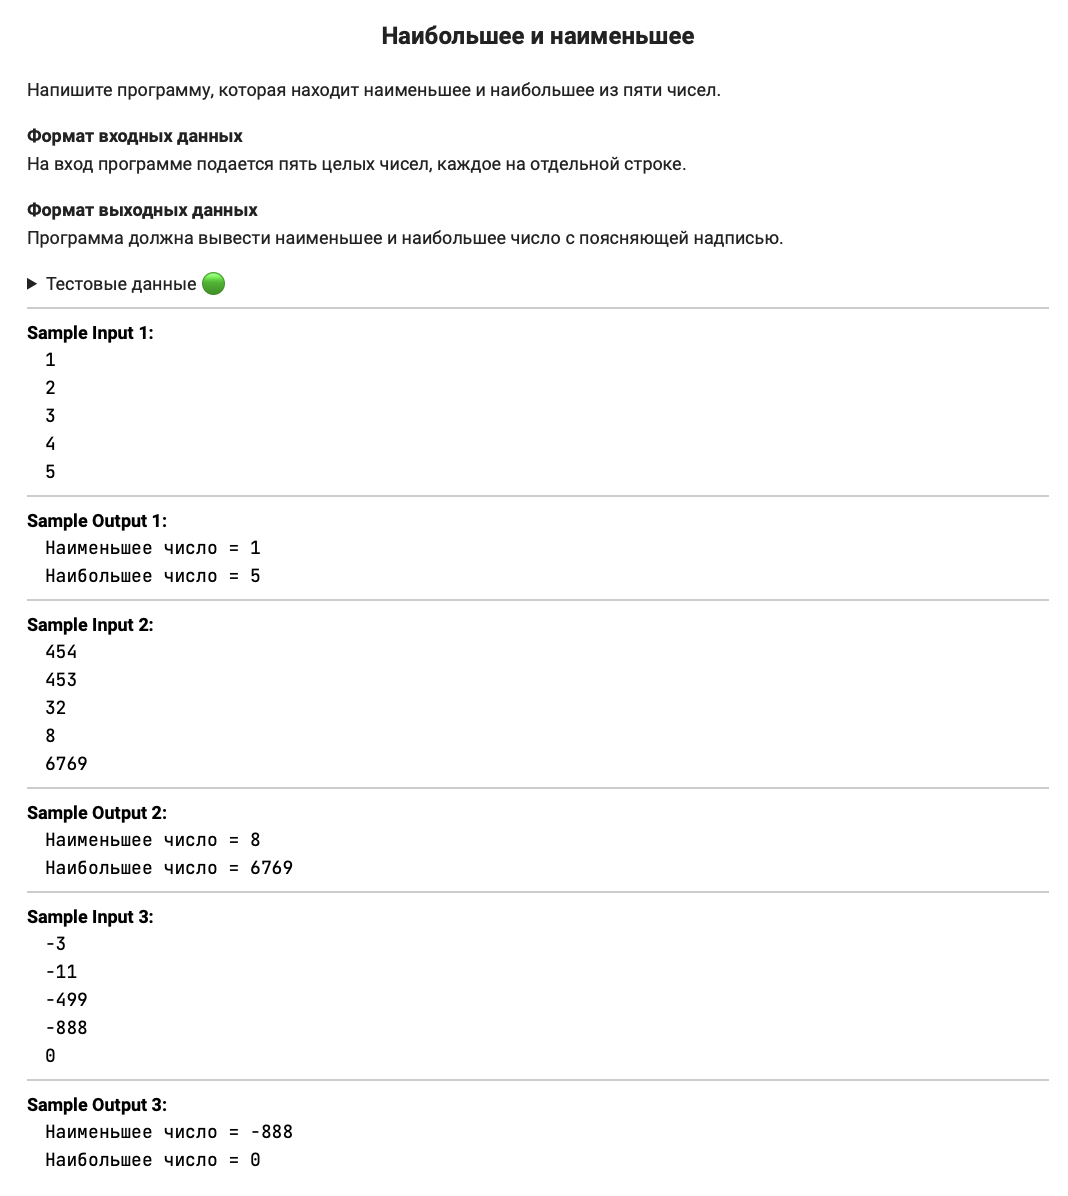 Наибольшее и наименьшее
Напишите программу, которая находит наименьшее и наибольшее из пяти чисел.
Формат входных данных
На вход программе подается пять целых чисел, каждое на отдельной строке.
Формат выходных данных
Программа должна вывести наименьшее и наибольшее число с поясняющей надписью.
Тестовые данные
Sample Input 1:
1
2
3
4
5
Sample Output 1:
Наименьшее число = 1
Наибольшее число = 5
Sample Input 2:
454
453
32
8
6769
Sample Output 2:
Наименьшее число = 8
Наибольшее число = 6769
Sample Input 3:
-3
-11
-499
-888
0
Sample Output 3:
Наименьшее число = -888
Наибольшее число = 0